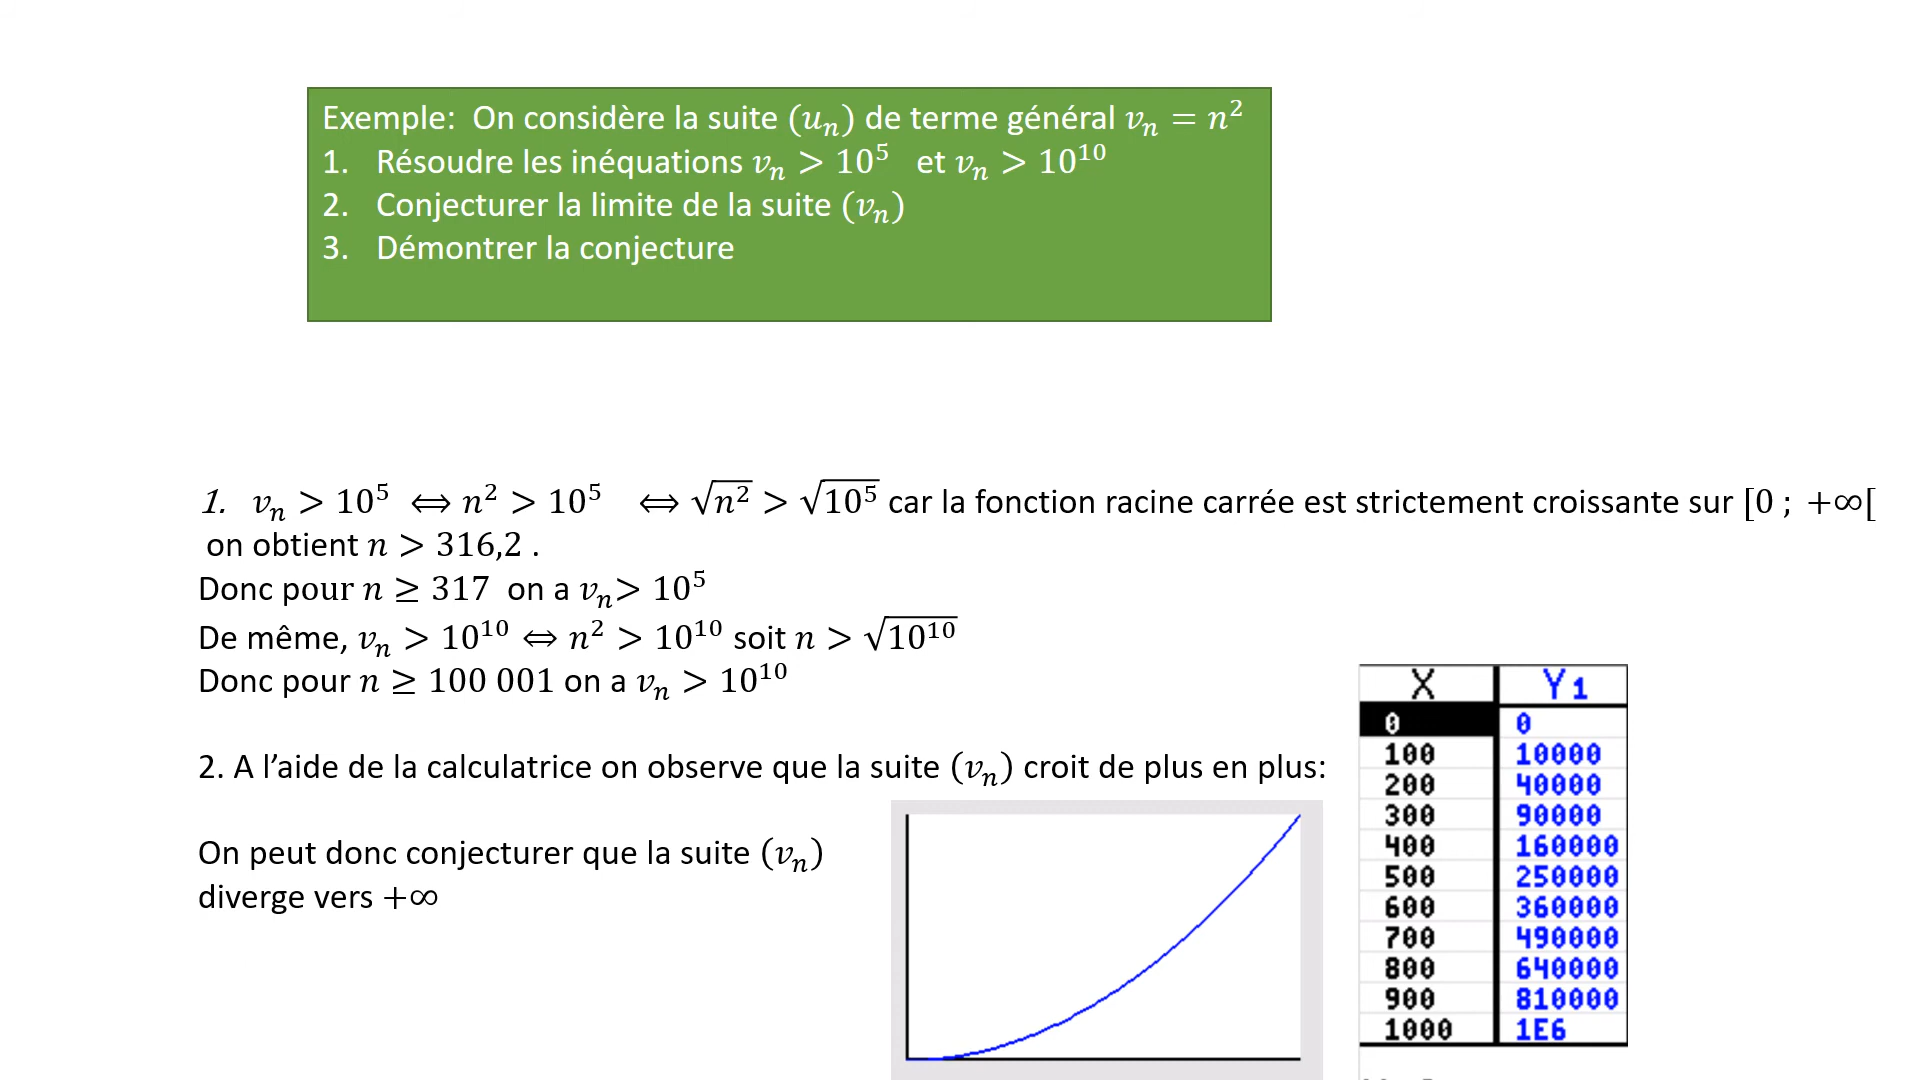 Exemple: On considère la suite (uₙ) de terme général vₙ = n²
1. Résoudre les inéquations vₙ > 10⁵ et vₙ > 10¹⁰
2. Conjecturer la limite de la suite (vₙ)
3. Démontrer la conjecture
1. vₙ > 10⁵ ⟺ n² > 10⁵ ⟺ √n² > √10⁵ car la fonction racine carrée est strictement croissante sur [0 ; +∞[
on obtient n > 316,2 .
Donc pour n ≥ 317 on a vₙ> 10⁵
De même, vₙ > 10¹⁰ ⟺ n² > 10¹⁰ soit n > √10¹⁰
Donc pour n ≥ 100 001 on a vₙ > 10¹⁰
2. A l’aide de la calculatrice on observe que la suite (vₙ) croit de plus en plus:
On peut donc conjecturer que la suite (vₙ)
diverge vers +∞
X Y1
0 0
100 10000
200 40000
300 90000
400 160000
500 250000
600 360000
700 490000
800 640000
900 810000
1000 1E6